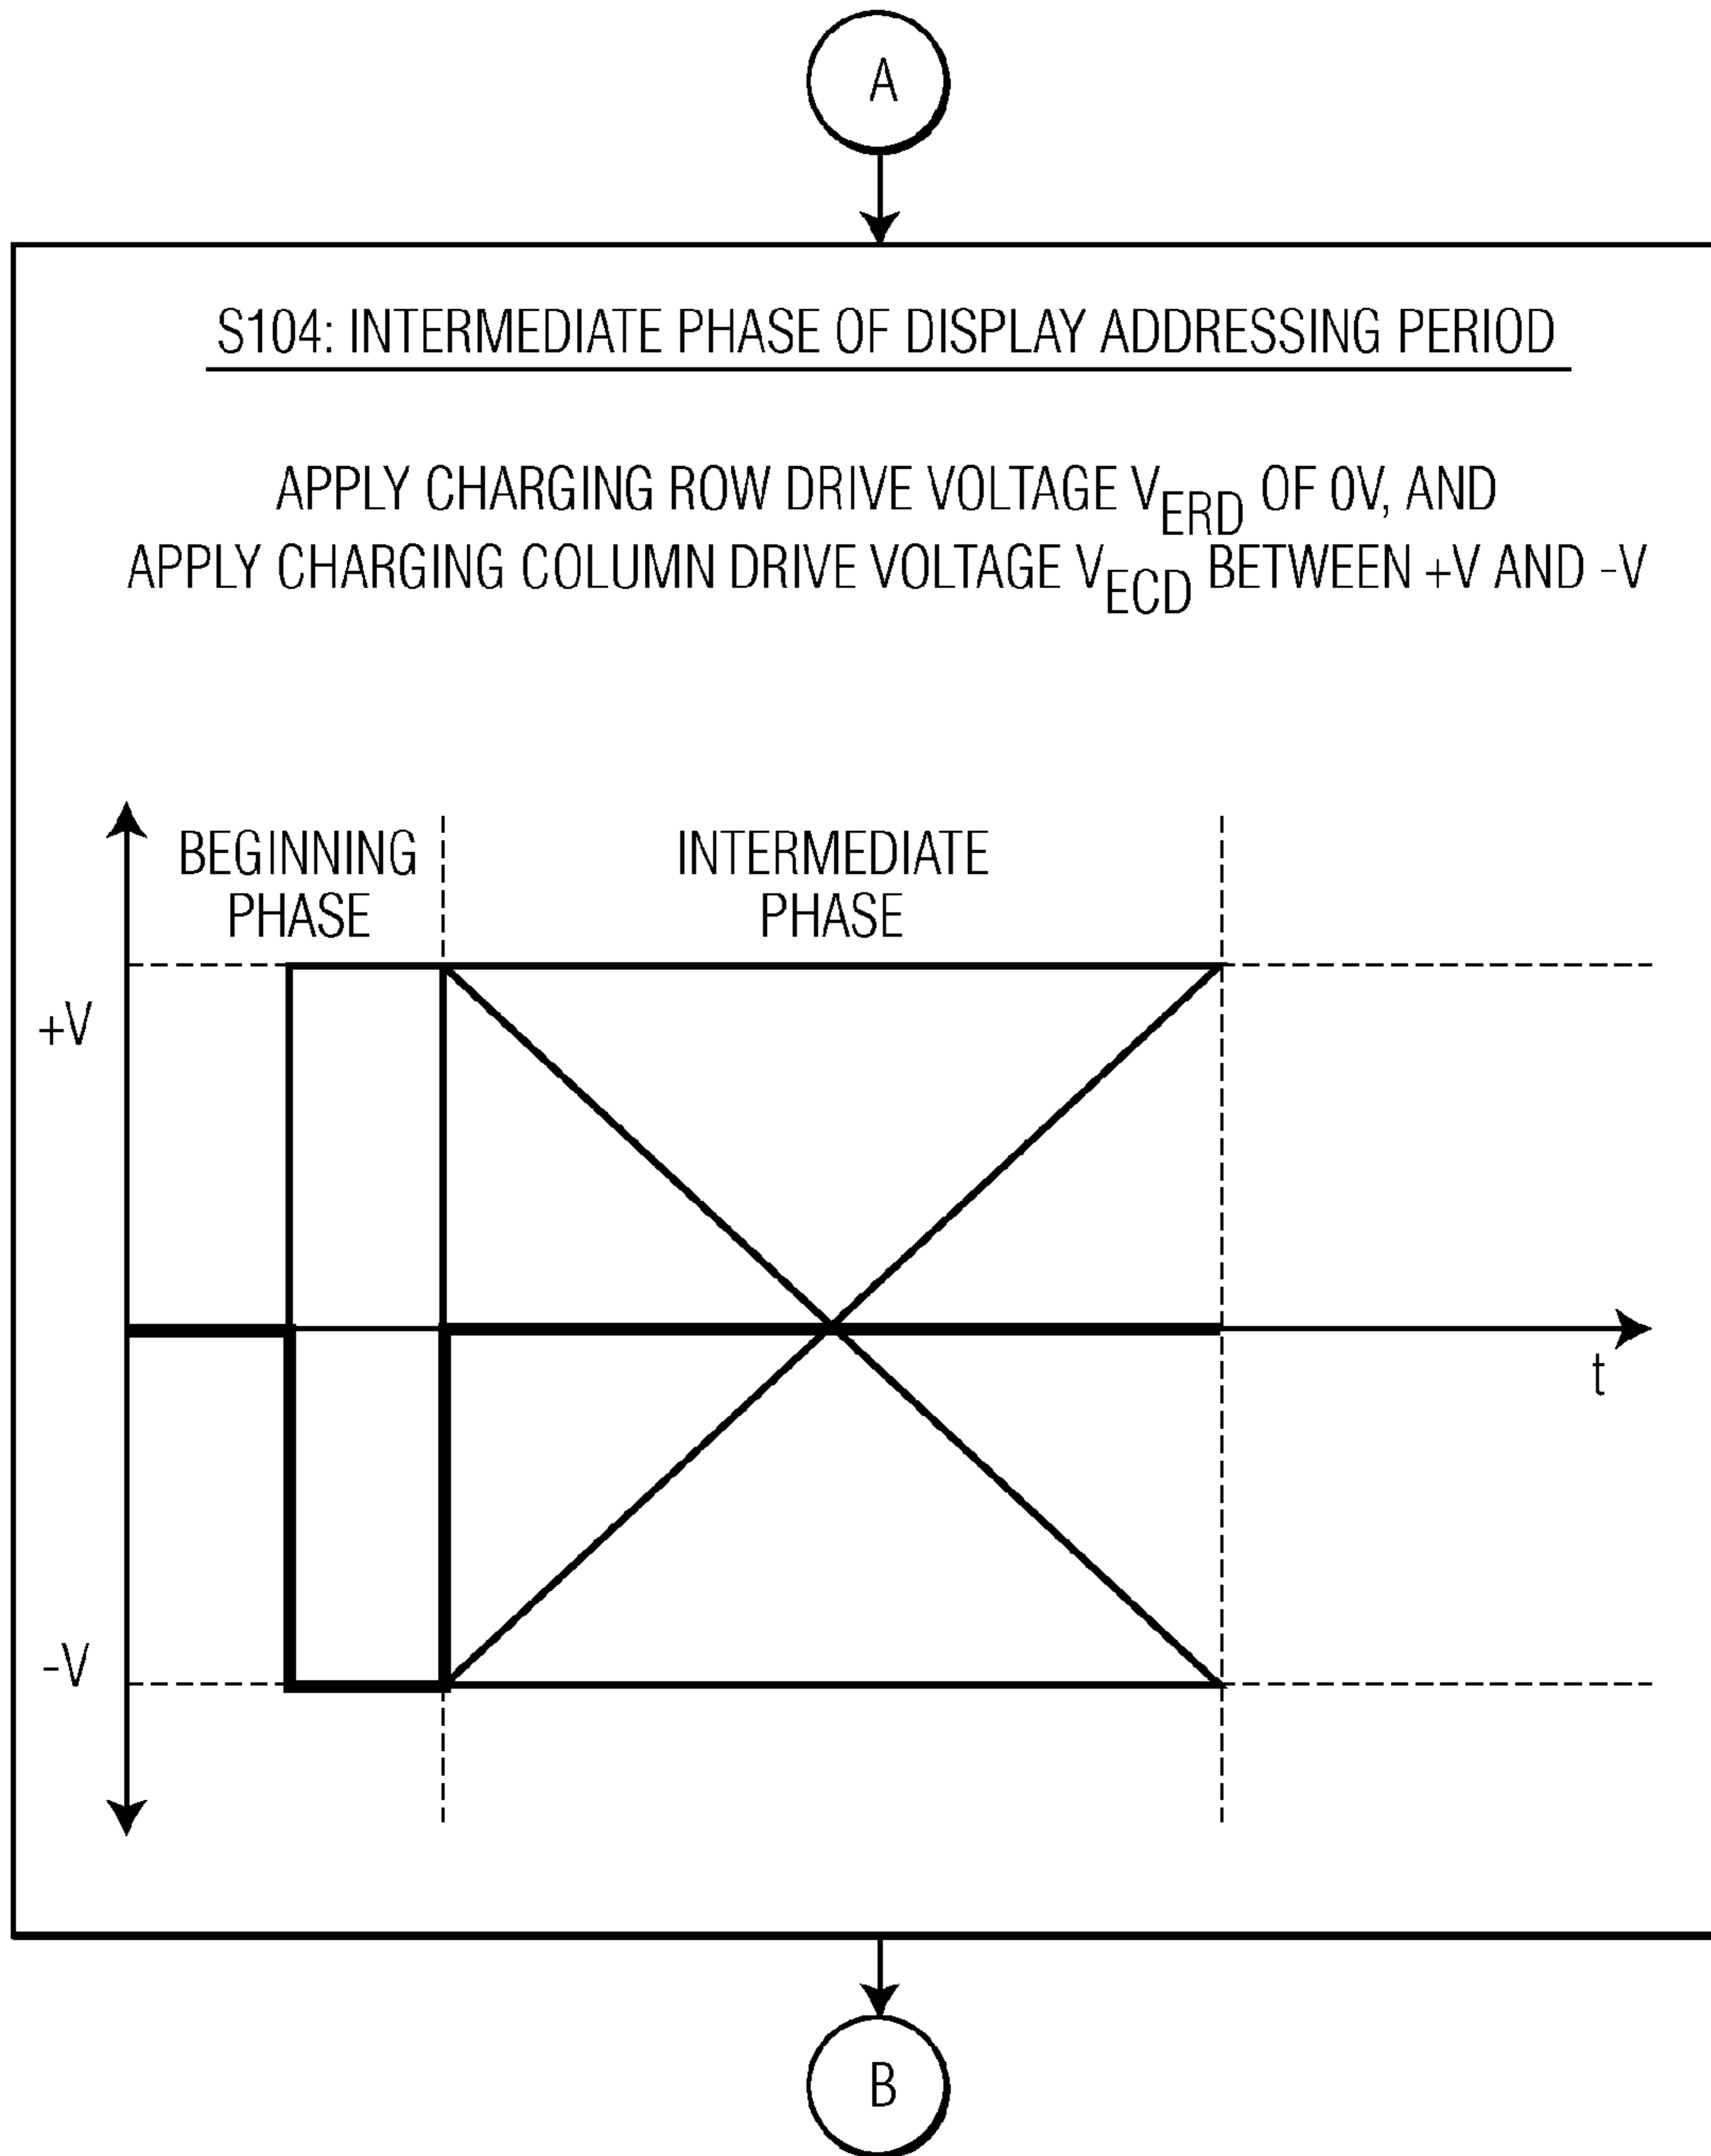 A
S104: INTERMEDIATE PHASE OF DISPLAY ADDRESSING PERIOD
APPLY CHARGING ROW DRIVE VOLTAGE VERD OF 0V, AND
APPLY CHARGING COLUMN DRIVE VOLTAGE VECD BETWEEN +V AND -V
BEGINNING
PHASE
INTERMEDIATE
PHASE
+V
t
-V
B